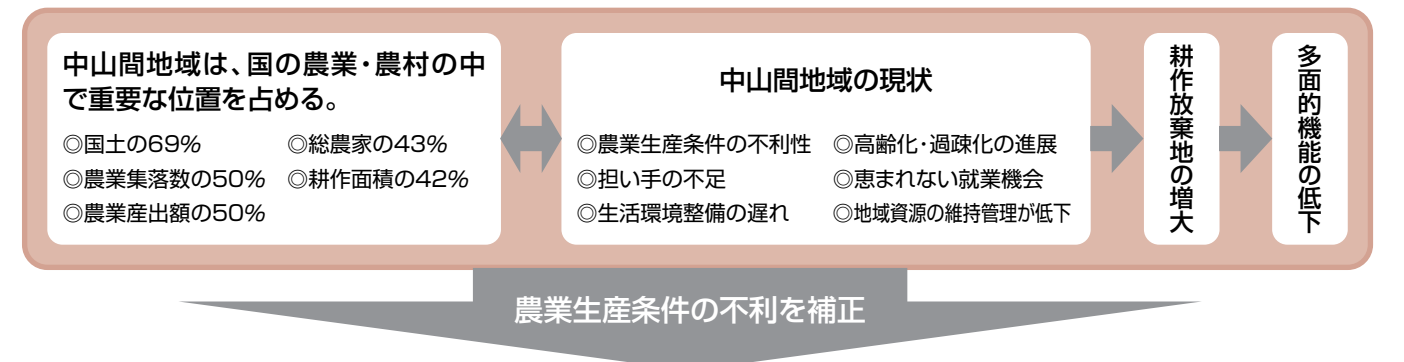 中山間地域は、国の農業・農村の中
で重要な位置を占める。
◎国土の69%　◎総農家の43%
◎農業集落数の50%　◎耕作面積の42%
◎農業産出額の50%
中山間地域の現状
◎農業生産条件の不利性　◎高齢化・過疎化の進展
◎担い手の不足　◎恵まれない就業機会
◎生活環境整備の遅れ　◎地域資源の維持管理が低下
耕作放棄地の増大
多面的機能の低下
農業生産条件の不利を補正